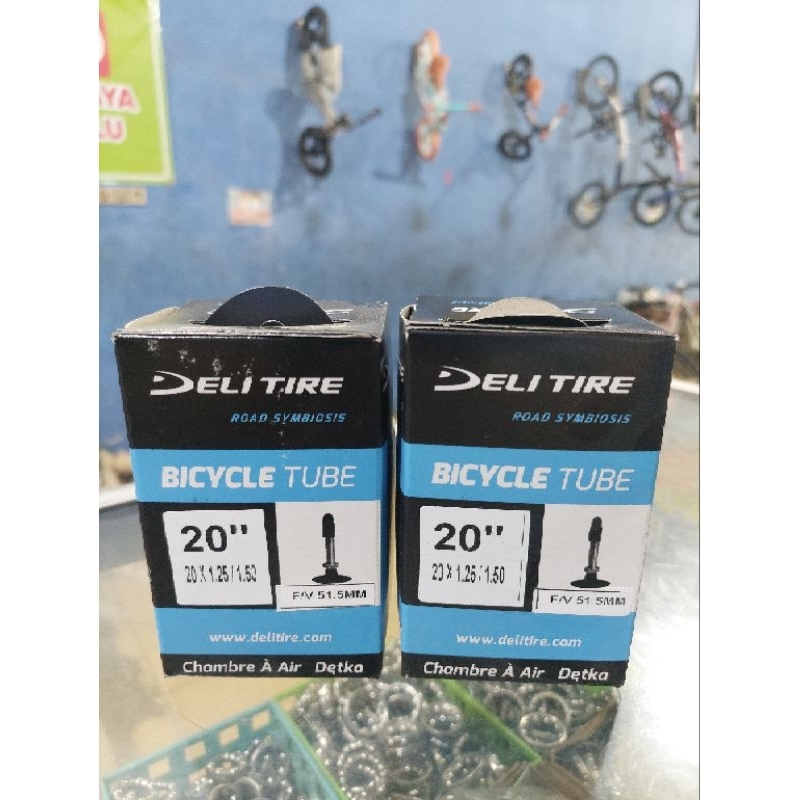 DELI TIRE
ROAD SYMBIOSIS
BICYCLE TUBE
20"
20 X 1.25 / 1.50
F/V 51.5MM
www.delitire.com
Chambre À Air Dętka
DELI TIRE
ROAD SYMBIOSIS
BICYCLE TUBE
20"
20 X 1.25 / 1.50
F/V 51.5MM
www.delitire.com
Chambre À Air Dętka